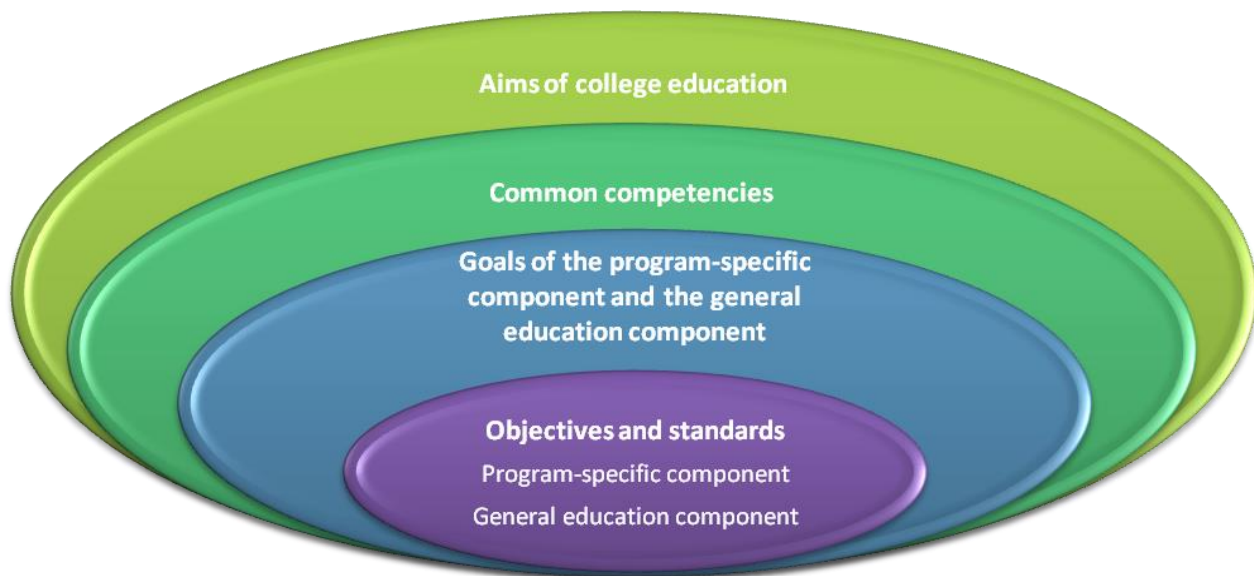 Aims of college education
Common competencies
Goals of the program-specific
component and the general
education component
Objectives and standards
Program-specific component
General education component